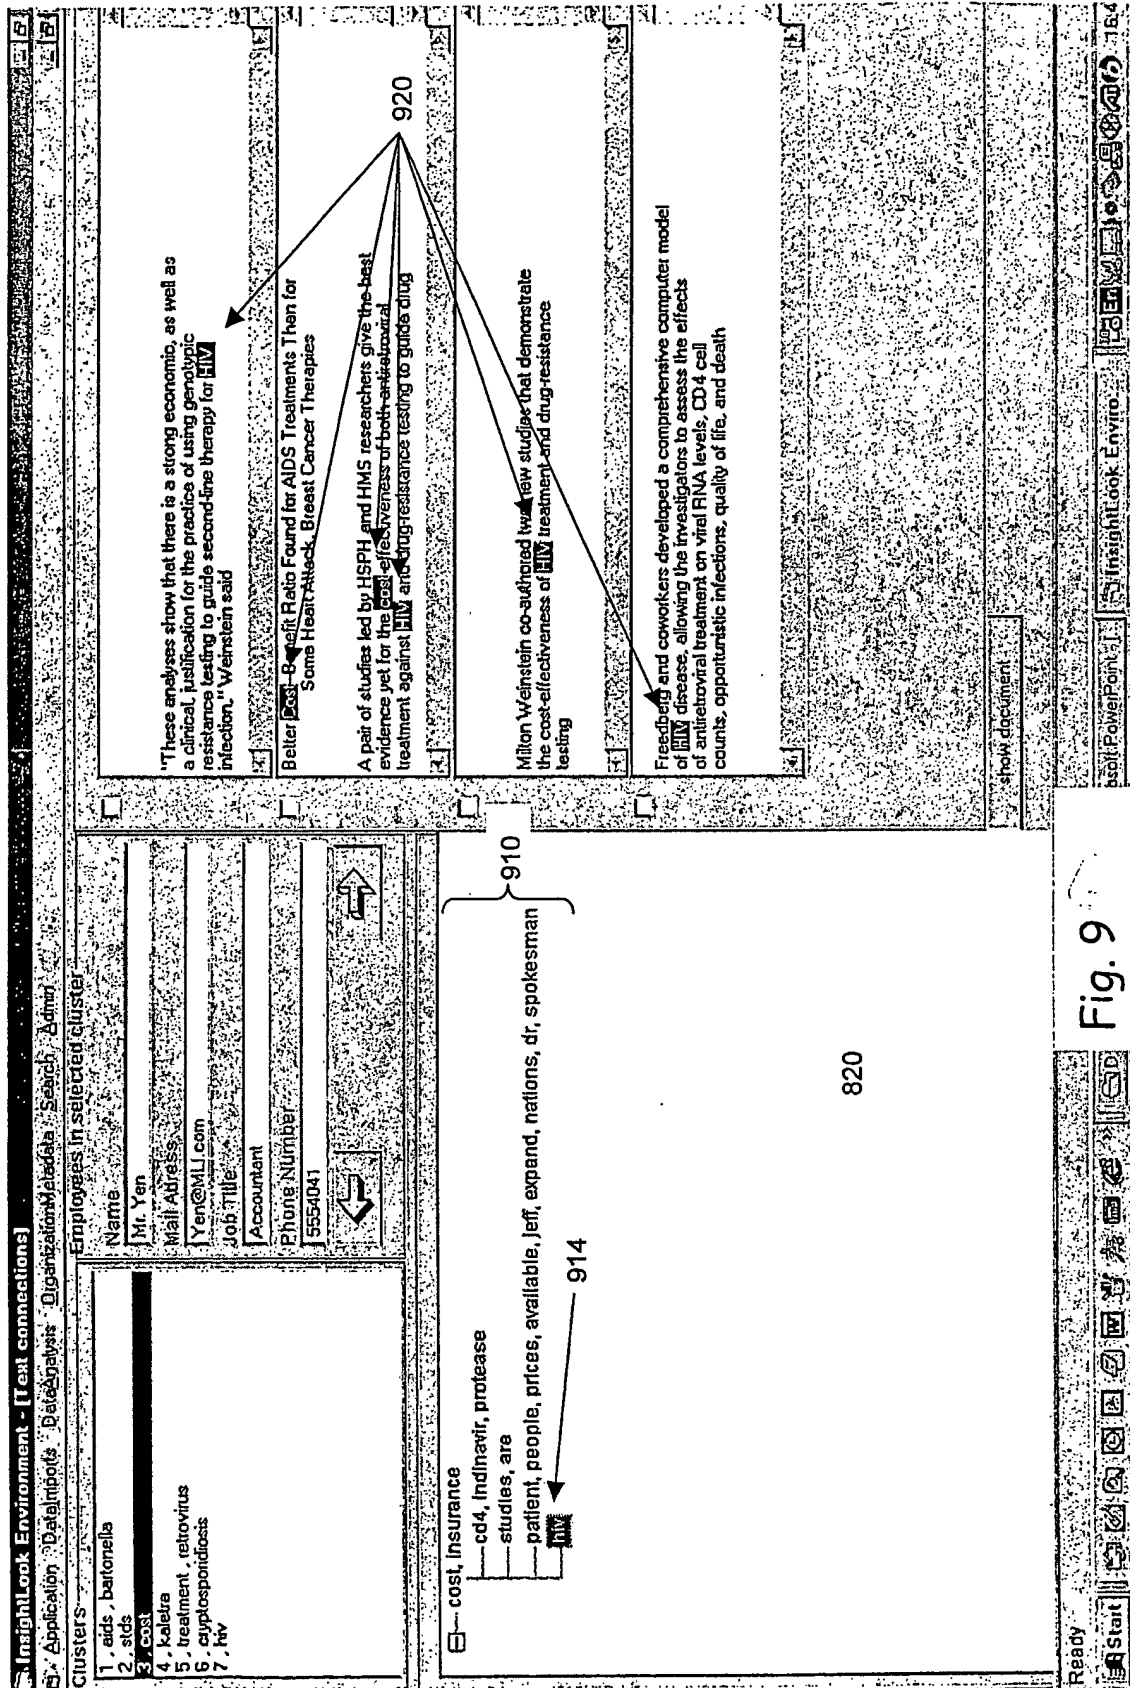 InsightLook Environment - [Text connections]
Application DataImports DataAnalysis OrganizationMetadata Search Admin
Clusters
1 , aids , bartonella
2 , stds
3 , cost
4 , kaletra
5 , treatment , retrovirus
6 , cryptosporidiosis
7 , hiv
Employees in selected cluster
Name
Mr. Yen
Mail Adress
Yen@MLI.com
Job Title
Accountant
Phone Number
5554041
cost, insurance
cd4, indinavir, protease
studies, are
patient, people, prices, available, jeff, expand, nations, dr, spokesman
hiv
910
914
820
"These analyses show that there is a strong economic, as well as
a clinical, justification for the practice of using genotypic
resistance testing to guide second-line therapy for HIV
infection," Weinstein said
Better Cost-Benefit Ratio Found for AIDS Treatments Than for
Some Heart Attack, Breast Cancer Therapies
A pair of studies led by HSPH and HMS researchers give the best
evidence yet for the cost-effectiveness of both antiretroviral
treatment against HIV and drug-resistance testing to guide drug
920
Milton Weinstein co-authored two new studies that demonstrate
the cost-effectiveness of HIV treatment and drug-resistance
testing
Freedberg and coworkers developed a comprehensive computer model
of HIV disease, allowing the investigators to assess the effects
of antiretroviral treatment on viral RNA levels, CD4 cell
counts, opportunistic infections, quality of life, and death
show document
Ready
Start
InsightLook Enviro...
16:4
Fig. 9